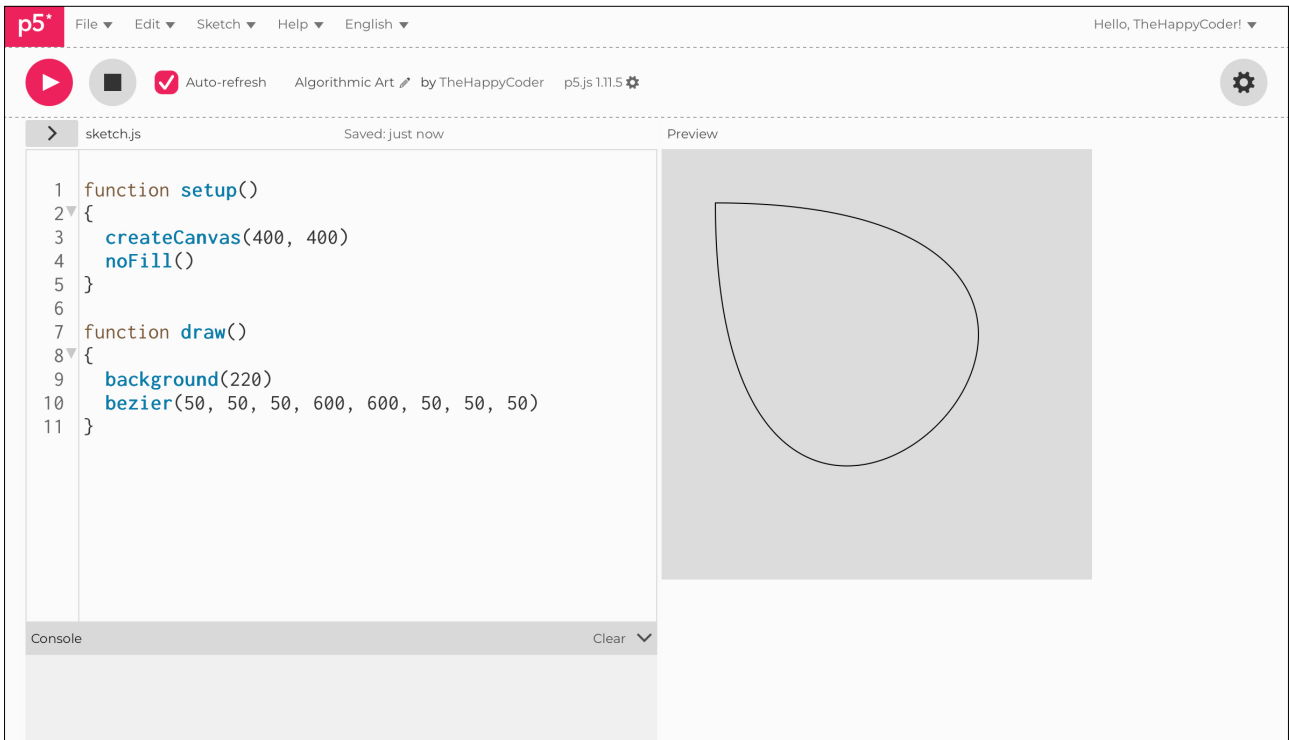 p5* File Edit Sketch Help English Hello, TheHappyCoder!
Auto-refresh Algorithmic Art by TheHappyCoder p5.js 1.11.5
sketch.js Saved: just now Preview
1 function setup()
2 {
3 createCanvas(400, 400)
4 noFill()
5 }
6
7 function draw()
8 {
9 background(220)
10 bezier(50, 50, 50, 600, 600, 50, 50, 50)
11 }
Console Clear